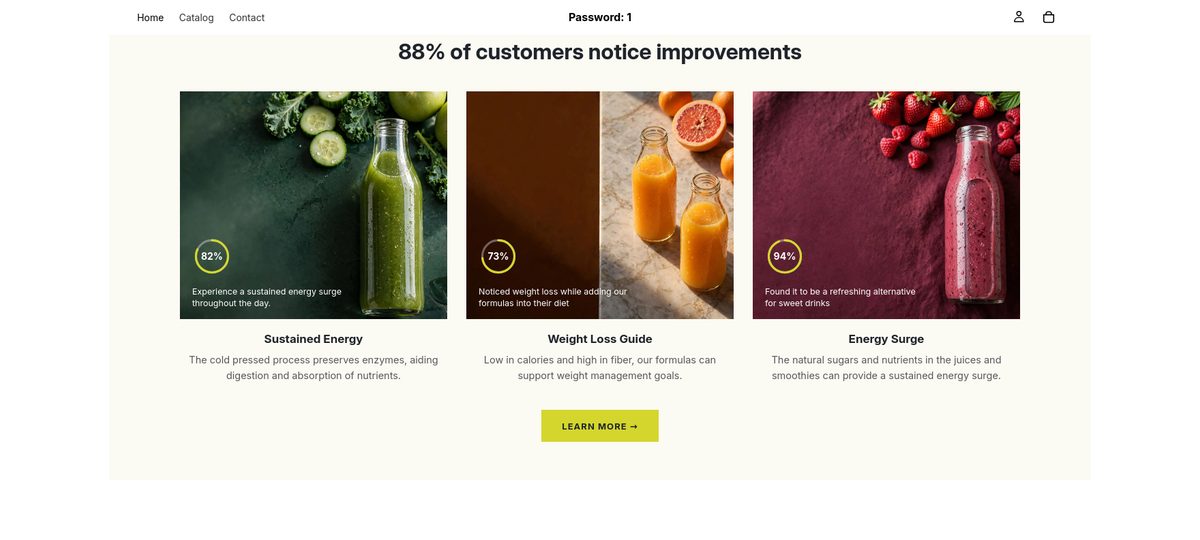 Home Catalog Contact
Password: 1
88% of customers notice improvements
82%
Experience a sustained energy surge
throughout the day.
73%
Noticed weight loss while adding our
formulas into their diet
94%
Found it to be a refreshing alternative
for sweet drinks
Sustained Energy
The cold pressed process preserves enzymes, aiding
digestion and absorption of nutrients.
Weight Loss Guide
Low in calories and high in fiber, our formulas can
support weight management goals.
Energy Surge
The natural sugars and nutrients in the juices and
smoothies can provide a sustained energy surge.
LEARN MORE →